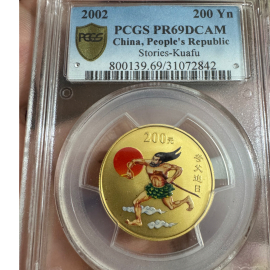 2002 200 Yn
PCGS PR69DCAM
China, People's Republic
Stories-Kuafu
800139.69/31072842
PCGS
200元
夸父追日